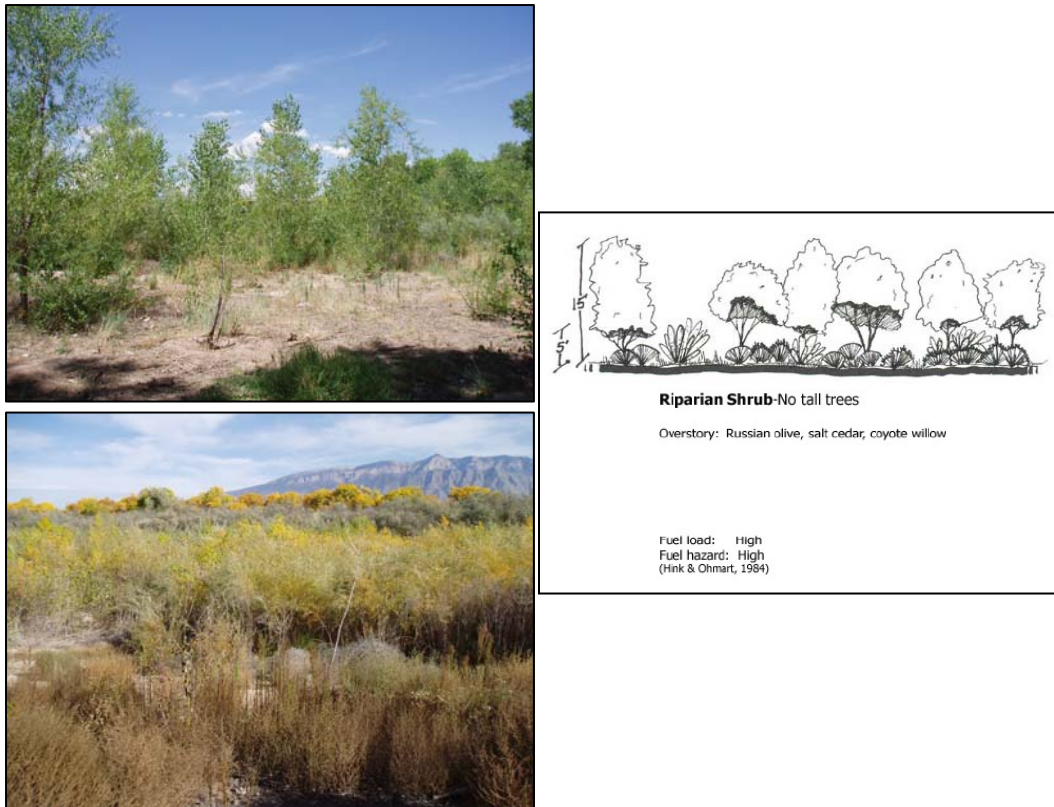 15'
5'
Riparian Shrub-No tall trees
Overstory: Russian olive, salt cedar, coyote willow
Fuel load: High
Fuel hazard: High
(Hink & Ohmart, 1984)